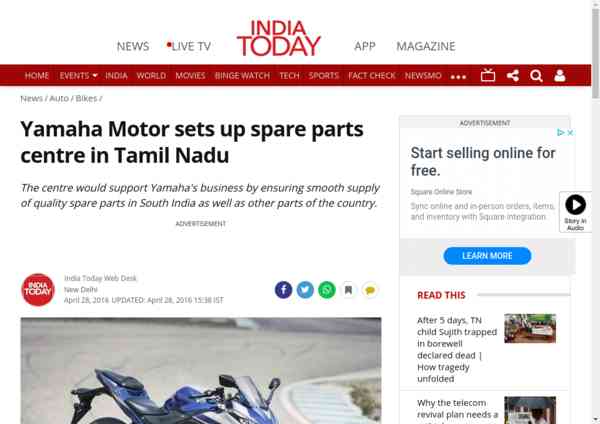 NEWS
LIVE TV
INDIA
TODAY
APP
MAGAZINE
HOME EVENTS INDIA WORLD MOVIES BINGE WATCH TECH SPORTS FACT CHECK NEWSMO
News / Auto / Bikes /
Yamaha Motor sets up spare parts
centre in Tamil Nadu
The centre would support Yamaha's business by ensuring smooth supply
of quality spare parts in South India as well as other parts of the country.
ADVERTISEMENT
INDIA
TODAY
India Today Web Desk
New Delhi
April 28, 2016 UPDATED: April 28, 2016 15:38 IST
ADVERTISEMENT
Start selling online for
free.
Square Online Store
Sync online and in-person orders, items,
and inventory with Square integration.
LEARN MORE
Story in
Audio
READ THIS
After 5 days, TN
child Sujith trapped
in borewell
declared dead |
How tragedy
unfolded
Why the telecom
revival plan needs a